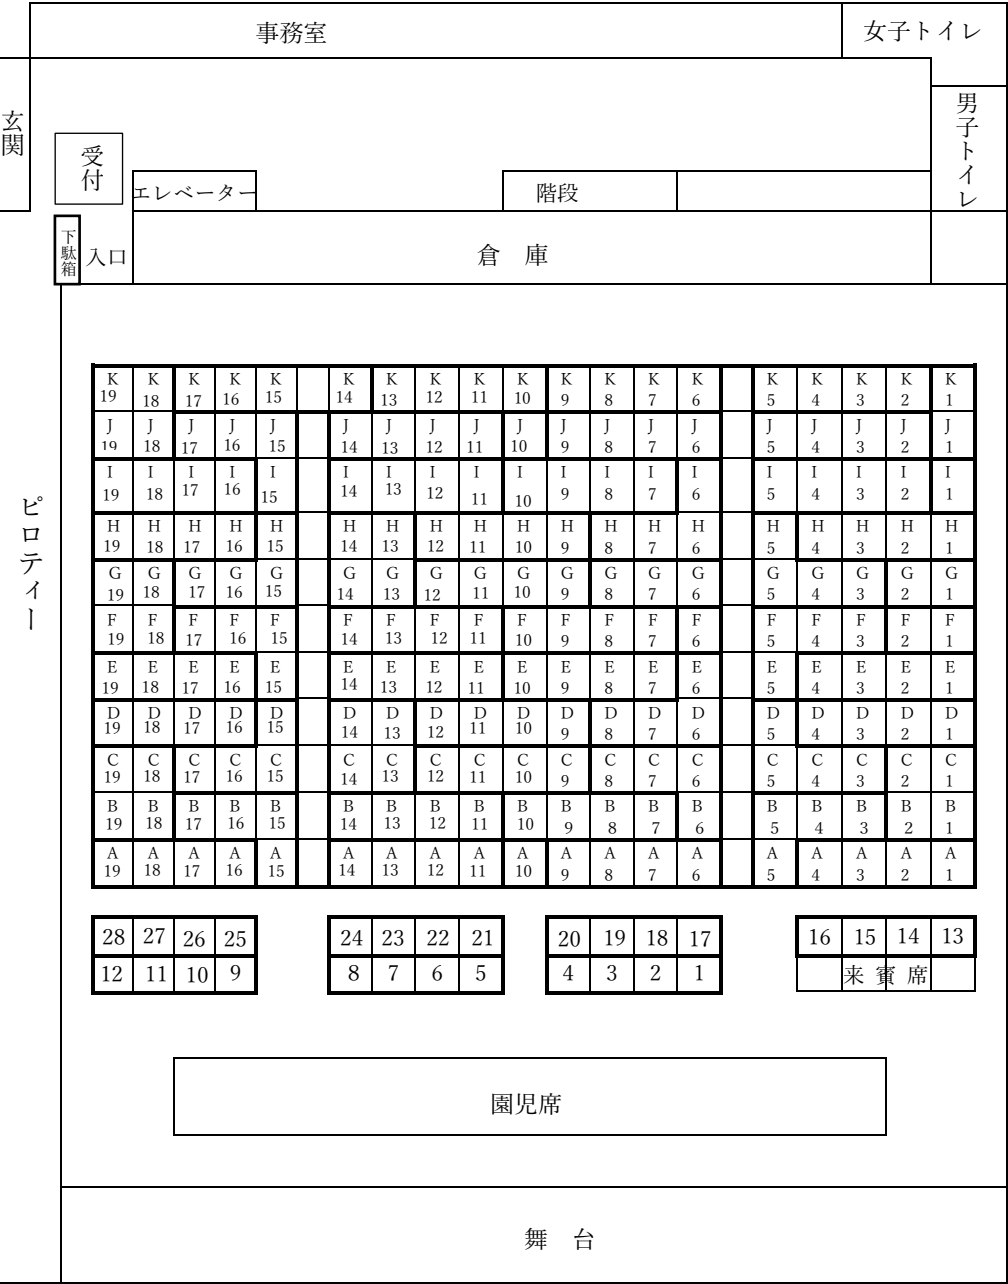 事務室
女子トイレ
玄関
男子トイレ
受付
エレベーター
階段
下駄箱
入口
倉 庫
K19 K18 K17 K16 K15 K14 K13 K12 K11 K10 K9 K8 K7 K6 K5 K4 K3 K2 K1
J19 J18 J17 J16 J15 J14 J13 J12 J11 J10 J9 J8 J7 J6 J5 J4 J3 J2 J1
I19 I18 I17 I16 I15 I14 I13 I12 I11 I10 I9 I8 I7 I6 I5 I4 I3 I2 I1
H19 H18 H17 H16 H15 H14 H13 H12 H11 H10 H9 H8 H7 H6 H5 H4 H3 H2 H1
G19 G18 G17 G16 G15 G14 G13 G12 G11 G10 G9 G8 G7 G6 G5 G4 G3 G2 G1
F19 F18 F17 F16 F15 F14 F13 F12 F11 F10 F9 F8 F7 F6 F5 F4 F3 F2 F1
E19 E18 E17 E16 E15 E14 E13 E12 E11 E10 E9 E8 E7 E6 E5 E4 E3 E2 E1
D19 D18 D17 D16 D15 D14 D13 D12 D11 D10 D9 D8 D7 D6 D5 D4 D3 D2 D1
C19 C18 C17 C16 C15 C14 C13 C12 C11 C10 C9 C8 C7 C6 C5 C4 C3 C2 C1
B19 B18 B17 B16 B15 B14 B13 B12 B11 B10 B9 B8 B7 B6 B5 B4 B3 B2 B1
A19 A18 A17 A16 A15 A14 A13 A12 A11 A10 A9 A8 A7 A6 A5 A4 A3 A2 A1
ピロティー
28 27 26 25 24 23 22 21 20 19 18 17 16 15 14 13
12 11 10 9 8 7 6 5 4 3 2 1 来賓席
園児席
舞 台